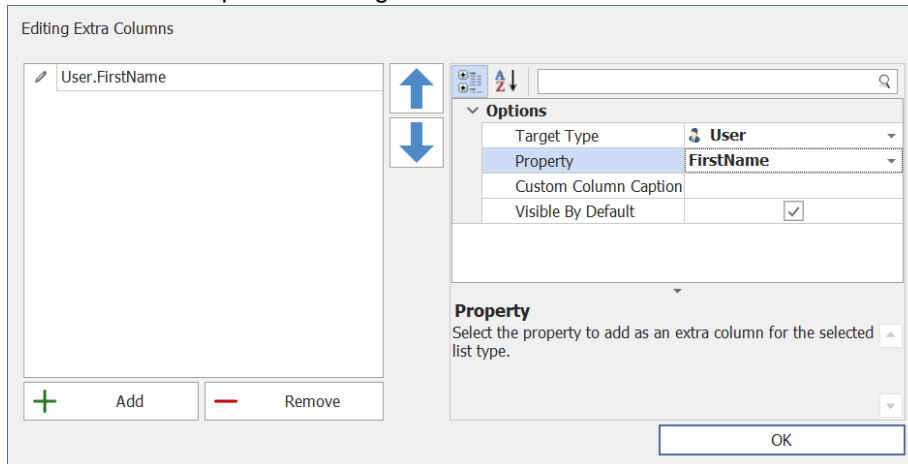 Editing Extra Columns
User.FirstName
Options
Target Type User
Property FirstName
Custom Column Caption
Visible By Default
Property
Select the property to add as an extra column for the selected
list type.
Add Remove
OK